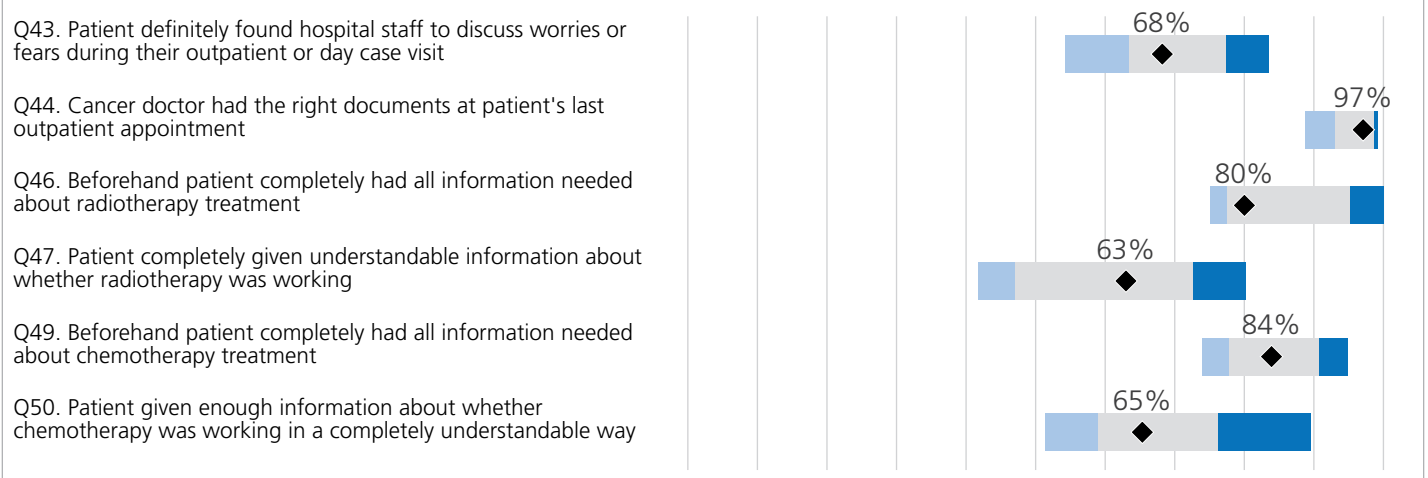 Q43. Patient definitely found hospital staff to discuss worries or
fears during their outpatient or day case visit
68%
Q44. Cancer doctor had the right documents at patient's last
outpatient appointment
97%
Q46. Beforehand patient completely had all information needed
about radiotherapy treatment
80%
Q47. Patient completely given understandable information about
whether radiotherapy was working
63%
Q49. Beforehand patient completely had all information needed
about chemotherapy treatment
84%
Q50. Patient given enough information about whether
chemotherapy was working in a completely understandable way
65%